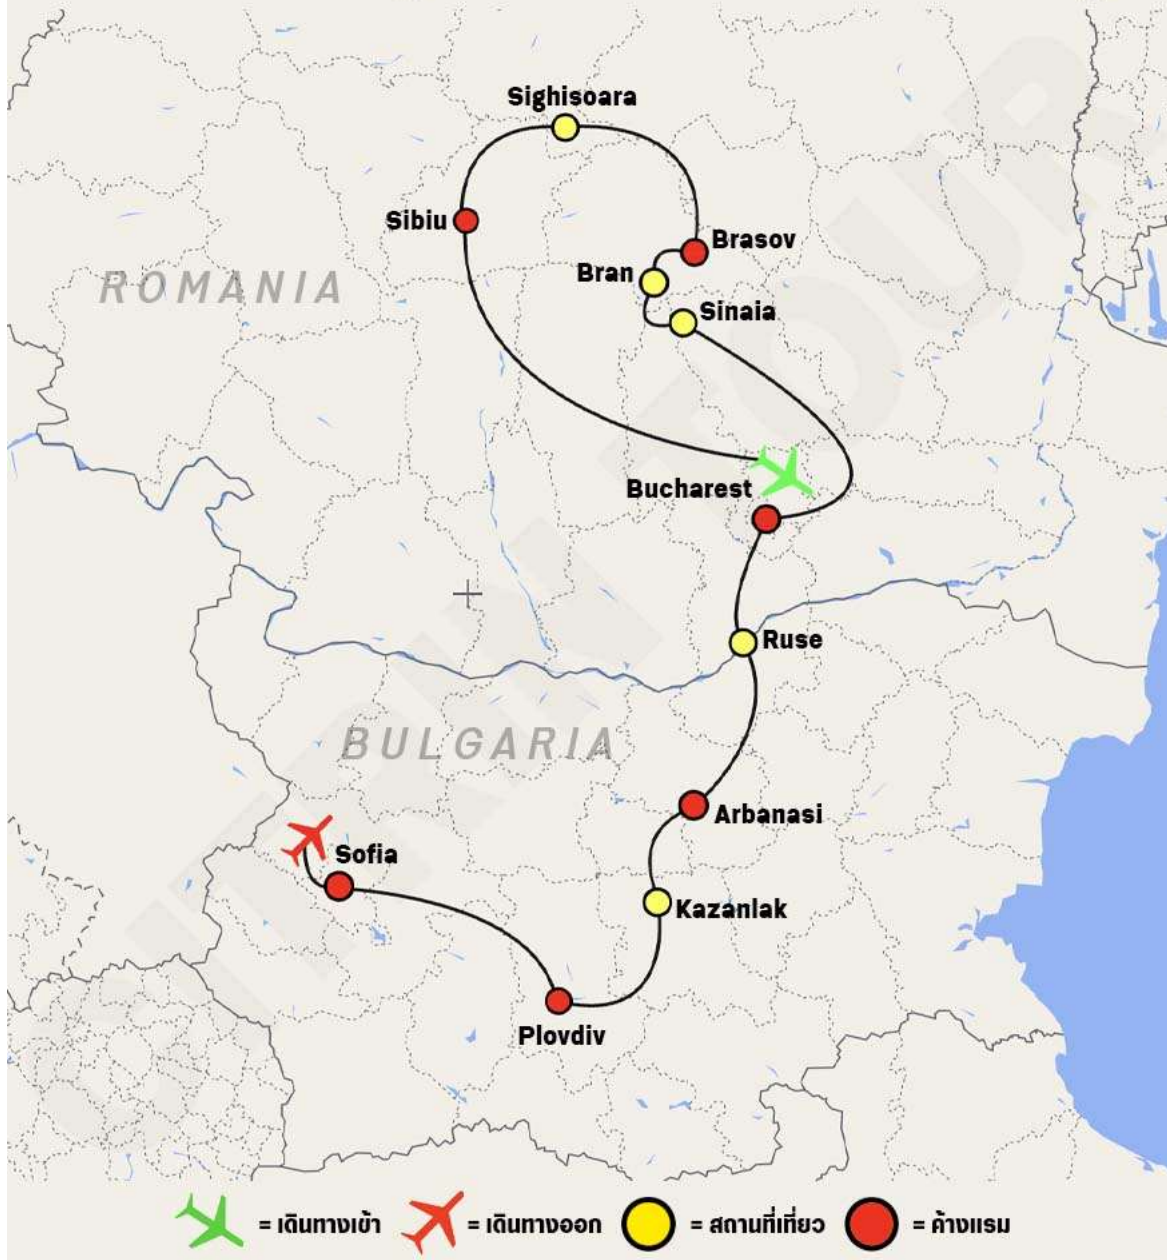 Sighisoara
Sibiu
Brasov
Bran
ROMANIA
Sinaia
Bucharest
Ruse
BULGARIA
Arbanasi
Sofia
Kazanlak
Plovdiv
= เดินทางเข้า = เดินทางออก = สถานที่เที่ยว = ค้างแรม